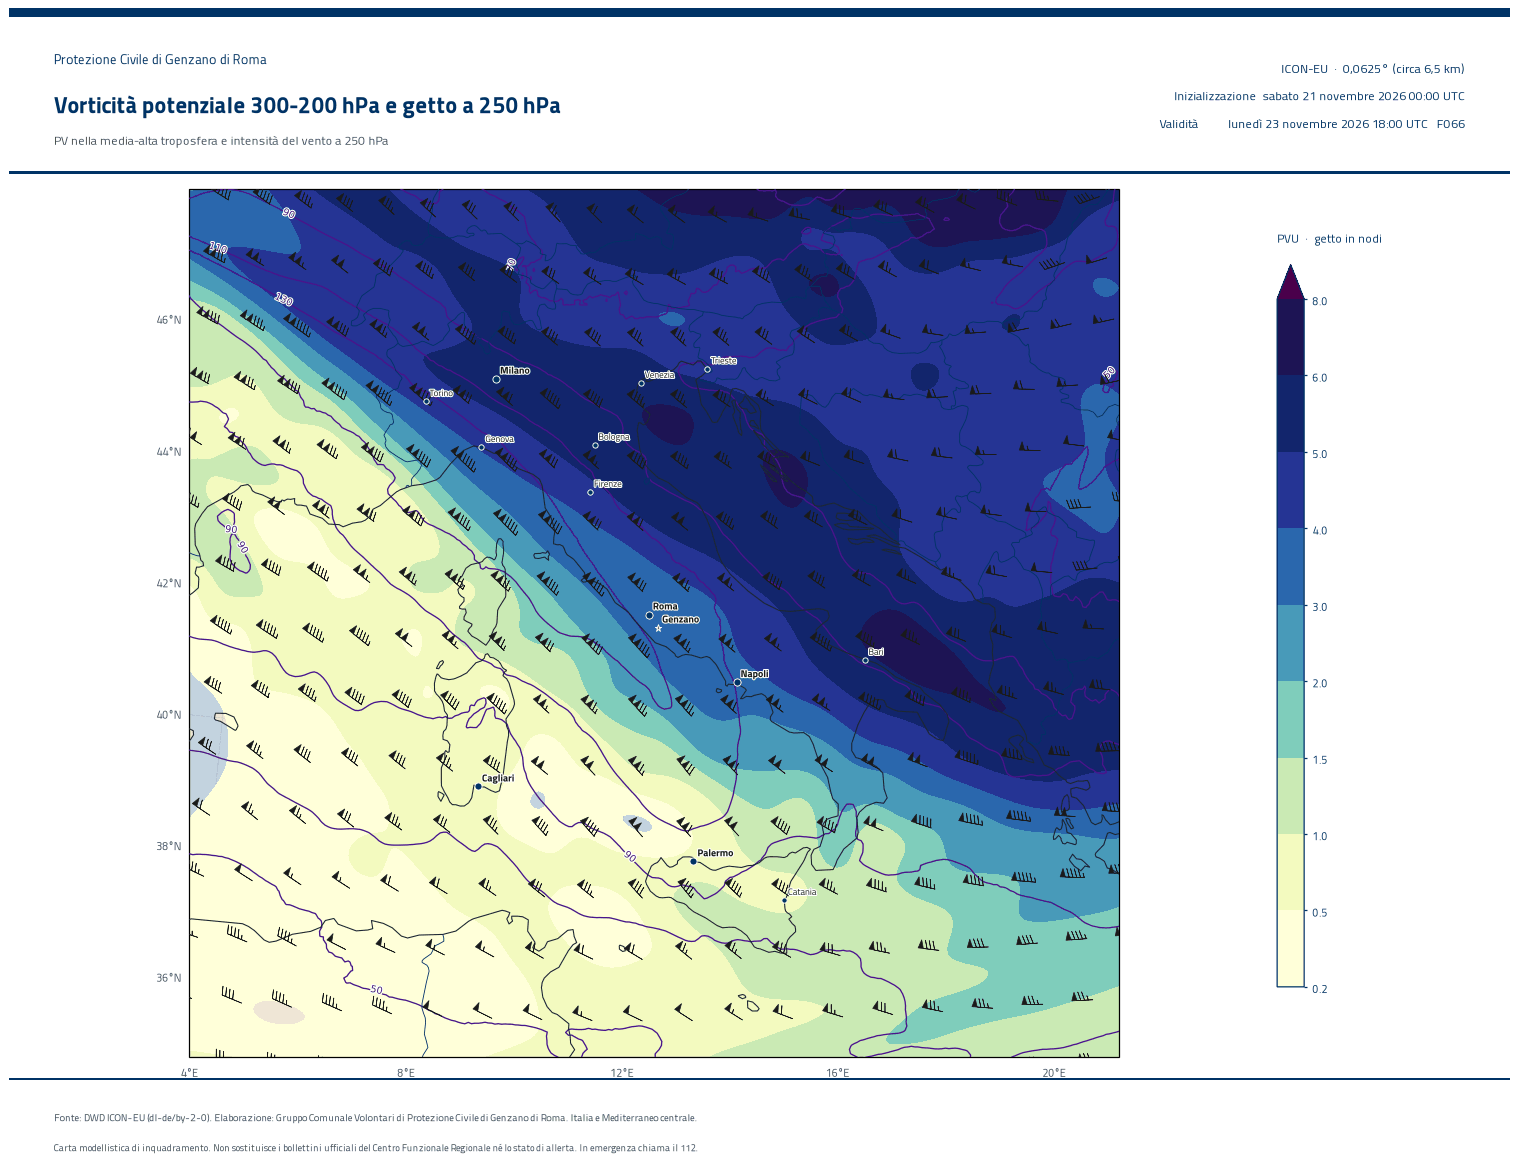 Protezione Civile di Genzano di Roma
Vorticità potenziale 300-200 hPa e getto a 250 hPa
PV nella media-alta troposfera e intensità del vento a 250 hPa
ICON-EU · 0,0625° (circa 6,5 km)
Inizializzazione sabato 21 novembre 2026 00:00 UTC
Validità lunedì 23 novembre 2026 18:00 UTC F066
PVU · getto in nodi
8.0
6.0
5.0
4.0
3.0
2.0
1.5
1.0
0.5
0.2
46°N
44°N
42°N
40°N
38°N
36°N
4°E
8°E
12°E
16°E
20°E
90
110
130
70
50
90
90
90
50
Milano
Torino
Venezia
Trieste
Genova
Bologna
Firenze
Roma
Genzano
Napoli
Bari
Cagliari
Palermo
Catania
Fonte: DWD ICON-EU (dl-de/by-2-0). Elaborazione: Gruppo Comunale Volontari di Protezione Civile di Genzano di Roma. Italia e Mediterraneo centrale.
Carta modellistica di inquadramento. Non sostituisce i bollettini ufficiali del Centro Funzionale Regionale né lo stato di allerta. In emergenza chiama il 112.